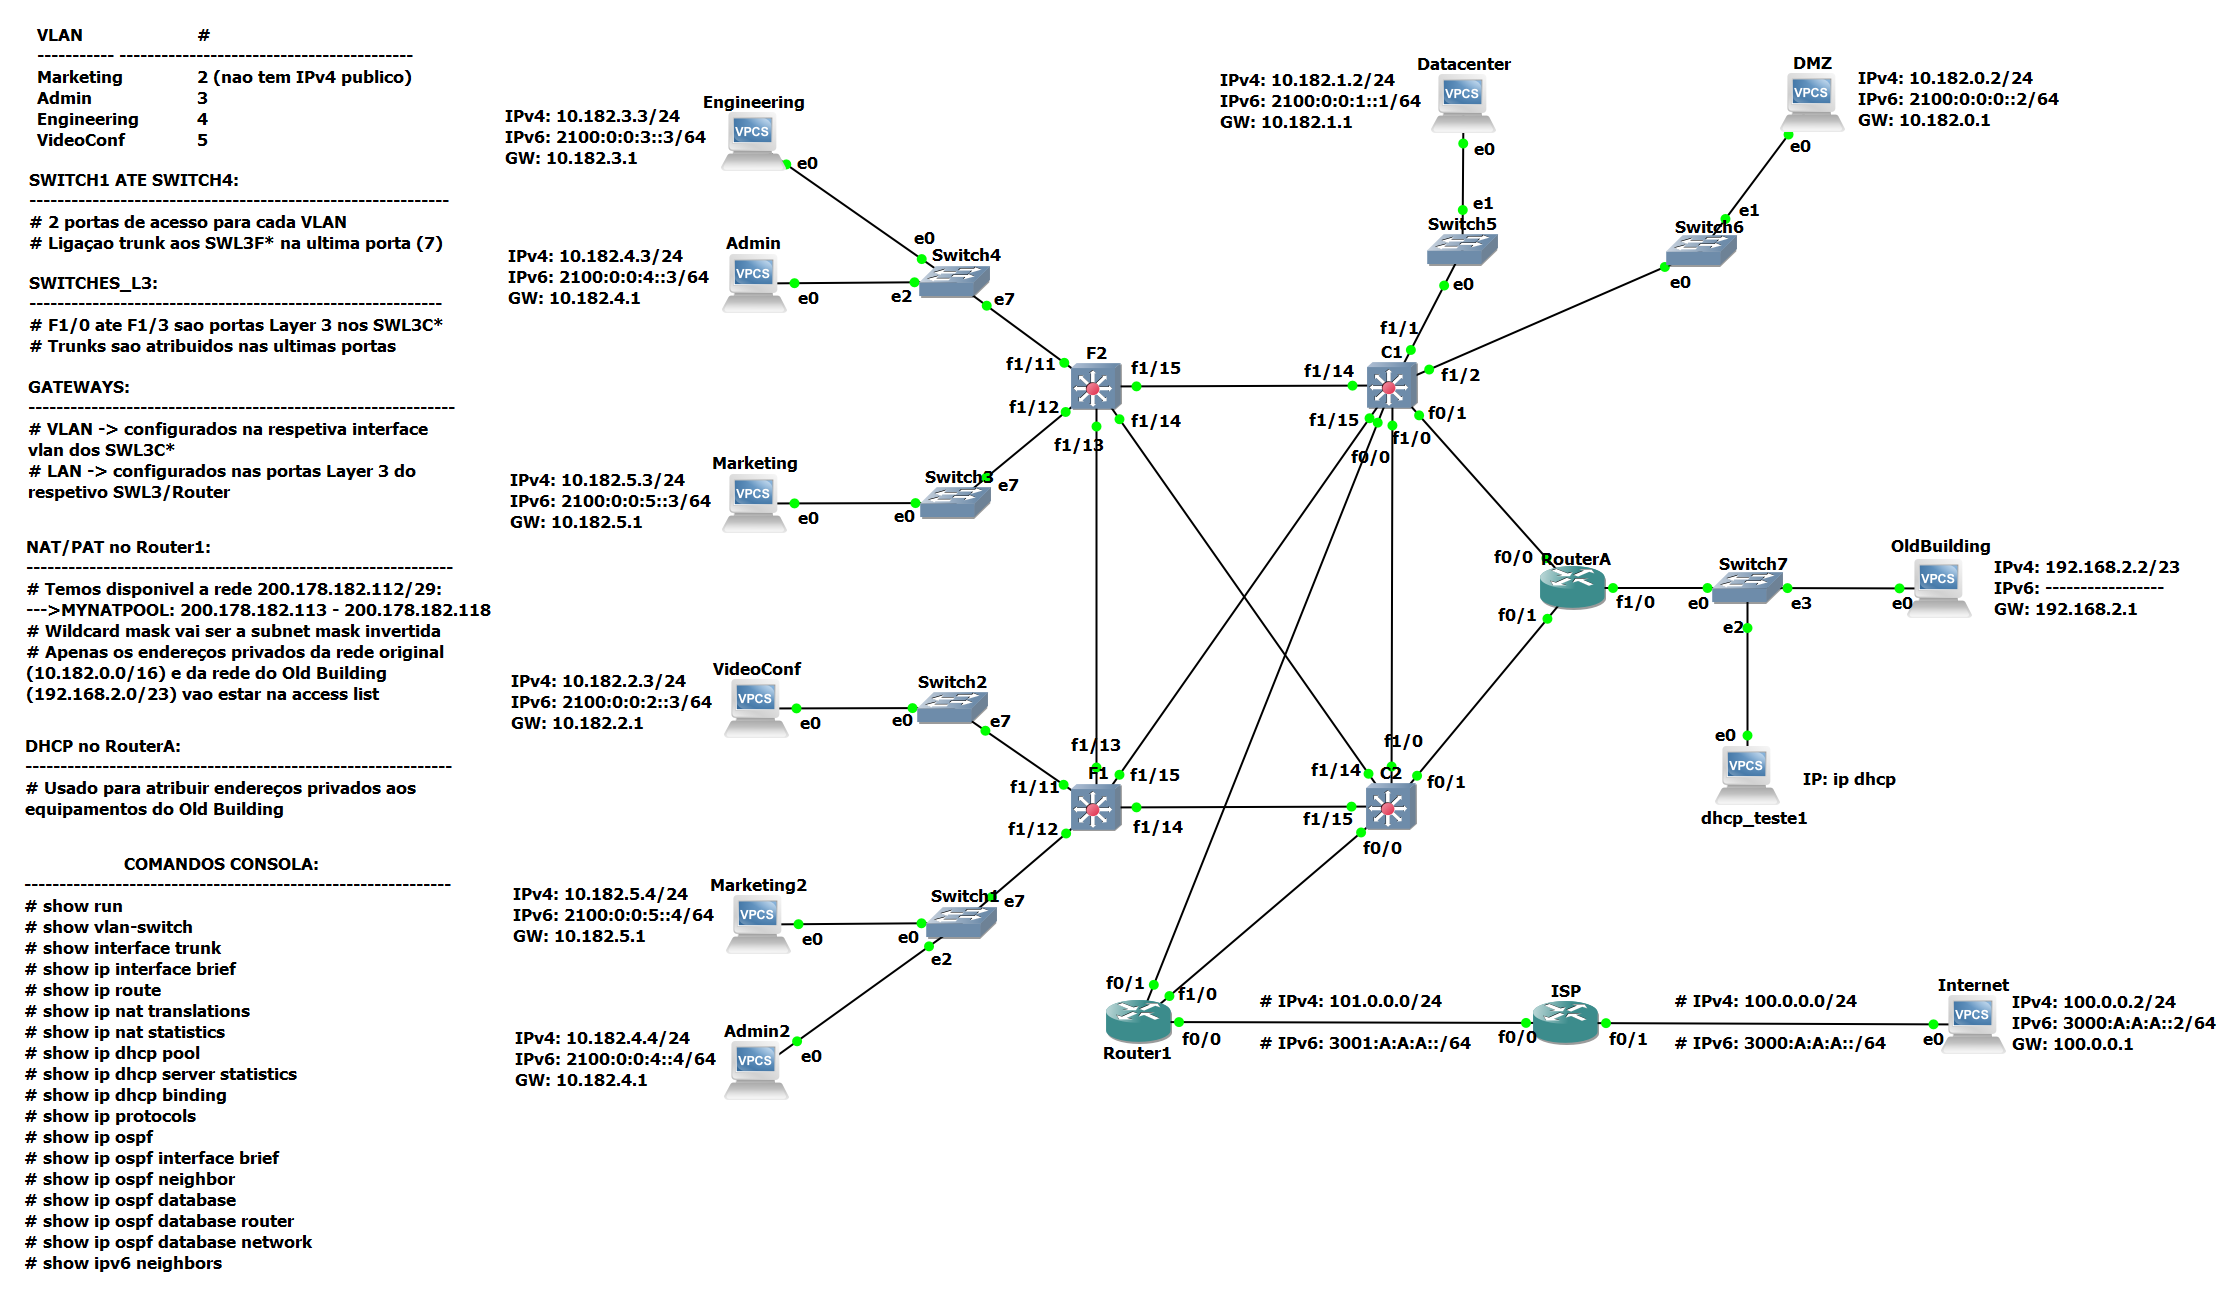 VLAN #
----------- ------------------------------------------
Marketing 2 (nao tem IPv4 publico)
Admin 3
Engineering 4
VideoConf 5
SWITCH1 ATE SWITCH4:
------------------------------------------------------------
# 2 portas de acesso para cada VLAN
# Ligaçao trunk aos SWL3F* na ultima porta (7)
SWITCHES_L3:
-----------------------------------------------------------
# F1/0 ate F1/3 sao portas Layer 3 nos SWL3C*
# Trunks sao atribuidos nas ultimas portas
GATEWAYS:
-------------------------------------------------------------
# VLAN -> configurados na respetiva interface
vlan dos SWL3C*
# LAN -> configurados nas portas Layer 3 do
respetivo SWL3/Router
NAT/PAT no Router1:
-------------------------------------------------------------
# Temos disponivel a rede 200.178.182.112/29:
--->MYNATPOOL: 200.178.182.113 - 200.178.182.118
# Wildcard mask vai ser a subnet mask invertida
# Apenas os endereços privados da rede original
(10.182.0.0/16) e da rede do Old Building
(192.168.2.0/23) vao estar na access list
DHCP no RouterA:
-------------------------------------------------------------
# Usado para atribuir endereços privados aos
equipamentos do Old Building
COMANDOS CONSOLA:
-------------------------------------------------------------
# show run
# show vlan-switch
# show interface trunk
# show ip interface brief
# show ip route
# show ip nat translations
# show ip nat statistics
# show ip dhcp pool
# show ip dhcp server statistics
# show ip dhcp binding
# show ip protocols
# show ip ospf
# show ip ospf interface brief
# show ip ospf neighbor
# show ip ospf database
# show ip ospf database router
# show ip ospf database network
# show ipv6 neighbors
Engineering
IPv4: 10.182.3.3/24
IPv6: 2100:0:0:3::3/64
GW: 10.182.3.1
VPCS
e0
Admin
IPv4: 10.182.4.3/24
IPv6: 2100:0:0:4::3/64
GW: 10.182.4.1
VPCS
e0
e0
Switch4
e2
e7
Marketing
IPv4: 10.182.5.3/24
IPv6: 2100:0:0:5::3/64
GW: 10.182.5.1
VPCS
e0
Switch3
e0
e7
VideoConf
IPv4: 10.182.2.3/24
IPv6: 2100:0:0:2::3/64
GW: 10.182.2.1
VPCS
e0
Switch2
e0
e7
Marketing2
IPv4: 10.182.5.4/24
IPv6: 2100:0:0:5::4/64
GW: 10.182.5.1
VPCS
e0
Switch1
e0
e7
e2
Admin2
IPv4: 10.182.4.4/24
IPv6: 2100:0:0:4::4/64
GW: 10.182.4.1
VPCS
e0
F2
f1/11
f1/15
f1/12
f1/14
f1/13
f1/13
F1
f1/15
f1/11
f1/12
f1/14
Datacenter
IPv4: 10.182.1.2/24
IPv6: 2100:0:0:1::1/64
GW: 10.182.1.1
VPCS
e0
e1
Switch5
e0
DMZ
IPv4: 10.182.0.2/24
IPv6: 2100:0:0:0::2/64
GW: 10.182.0.1
VPCS
e0
e1
Switch6
e0
f1/1
C1
f1/14
f1/2
f1/15
f0/1
f1/0
f0/0
f1/0
f1/14
C2
f0/1
f1/15
f0/0
f0/0
RouterA
f0/1
f1/0
Switch7
e0
e3
e2
OldBuilding
IPv4: 192.168.2.2/23
IPv6: -----------------
GW: 192.168.2.1
VPCS
e0
e0
VPCS
IP: ip dhcp
dhcp_teste1
f0/1
f1/0
Router1
f0/0
# IPv4: 101.0.0.0/24
# IPv6: 3001:A:A:A::/64
ISP
f0/0
f0/1
# IPv4: 100.0.0.0/24
# IPv6: 3000:A:A:A::/64
Internet
VPCS
e0
IPv4: 100.0.0.2/24
IPv6: 3000:A:A:A::2/64
GW: 100.0.0.1